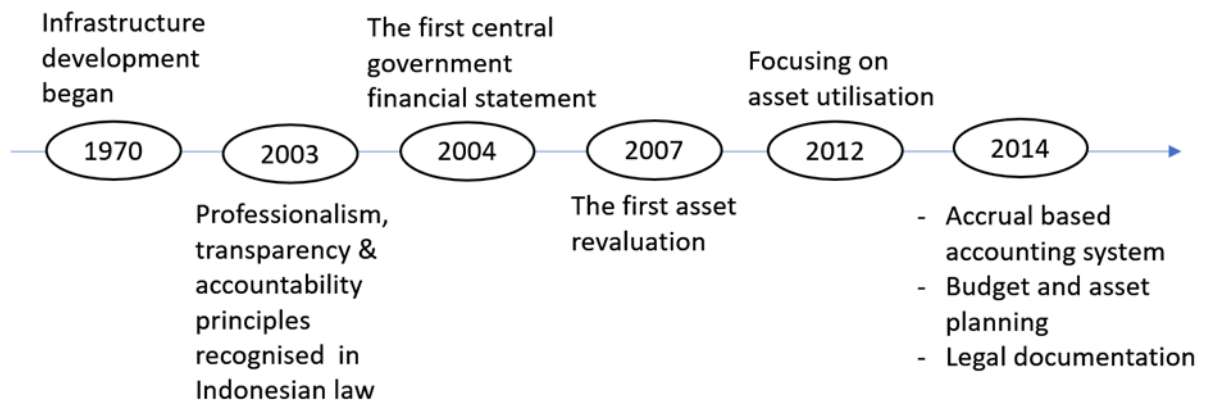 Infrastructure
development
began
1970
2003
Professionalism,
transparency &
accountability
principles
recognised in
Indonesian law
The first central
government
financial statement
2004
2007
The first asset
revaluation
Focusing on
asset utilisation
2012
2014
- Accrual based
accounting system
- Budget and asset
planning
- Legal documentation